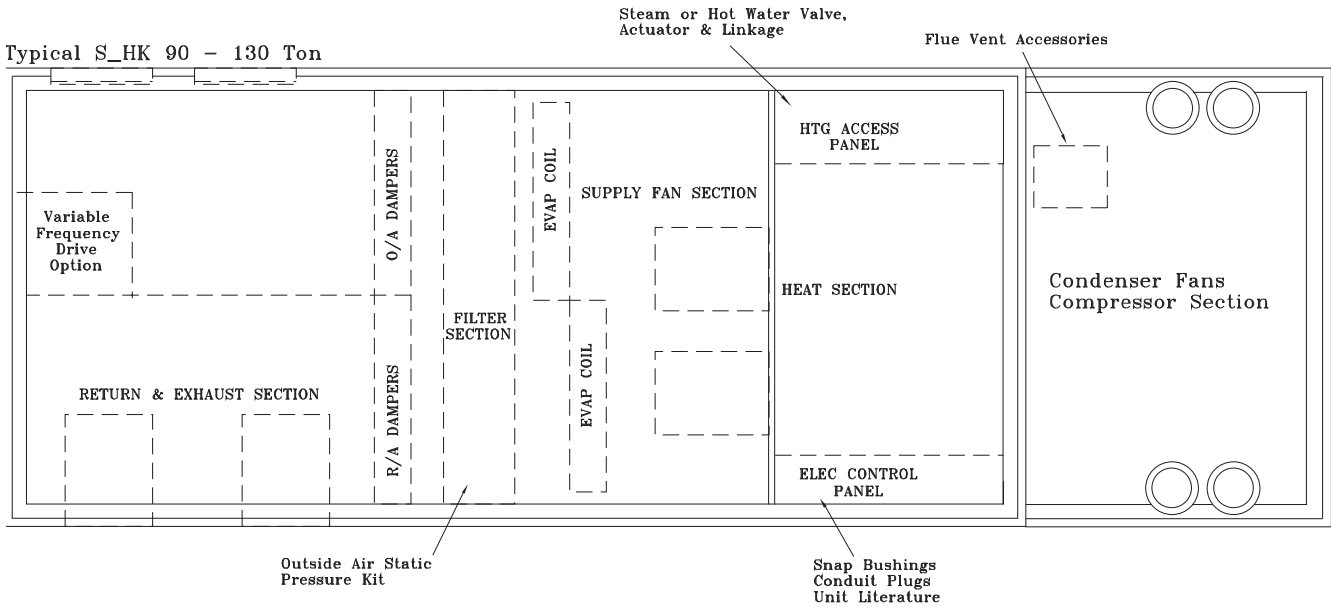 Steam or Hot Water Valve,
Actuator & Linkage
Flue Vent Accessories
Typical S_HK 90 – 130 Ton
HTG ACCESS
PANEL
O/A DAMPERS
EVAP COIL
SUPPLY FAN SECTION
Variable
Frequency
Drive
Option
HEAT SECTION
Condenser Fans
Compressor Section
FILTER
SECTION
EVAP COIL
RETURN & EXHAUST SECTION
R/A DAMPERS
ELEC CONTROL
PANEL
Outside Air Static
Pressure Kit
Snap Bushings
Conduit Plugs
Unit Literature